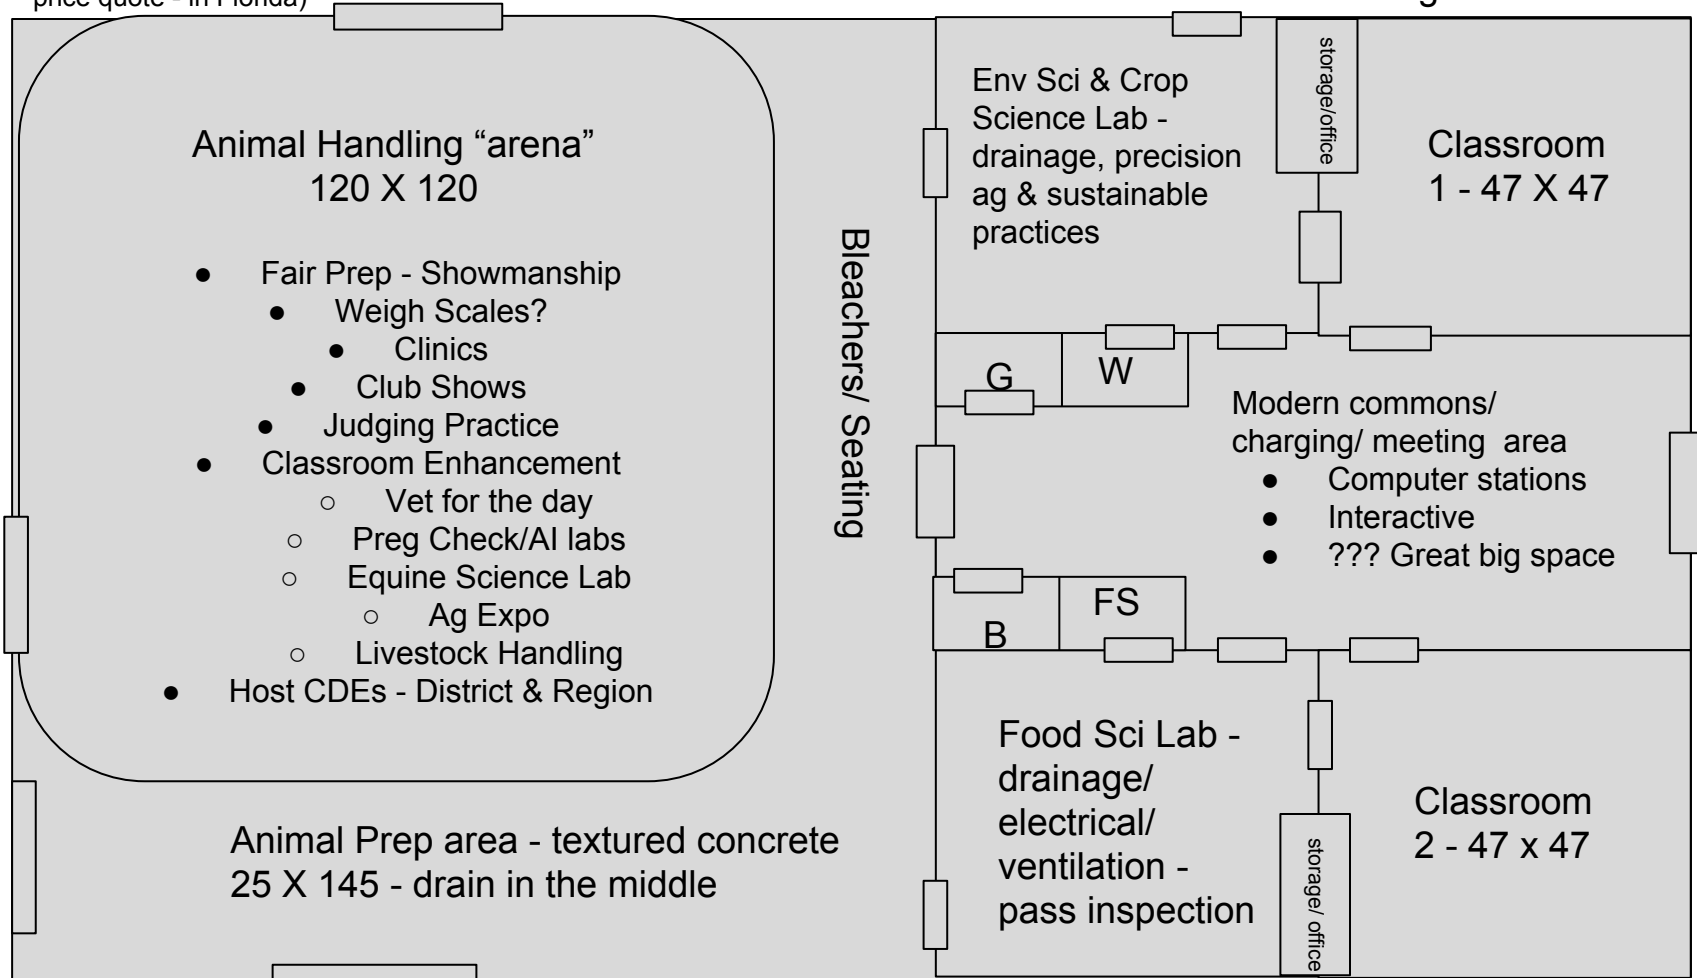 price quote - in Florida)
Animal Handling “arena”
120 X 120
● Fair Prep - Showmanship
● Weigh Scales?
● Clinics
● Club Shows
● Judging Practice
● Classroom Enhancement
○ Vet for the day
○ Preg Check/AI labs
○ Equine Science Lab
○ Ag Expo
○ Livestock Handling
● Host CDEs - District & Region
Animal Prep area - textured concrete
25 X 145 - drain in the middle
Bleachers/ Seating
Env Sci & Crop
Science Lab -
drainage, precision
ag & sustainable
practices
storage/office
Classroom
1 - 47 X 47
G
W
Modern commons/
charging/ meeting area
● Computer stations
● Interactive
● ??? Great big space
B
FS
Food Sci Lab -
drainage/
electrical/
ventilation -
pass inspection
storage/ office
Classroom
2 - 47 x 47